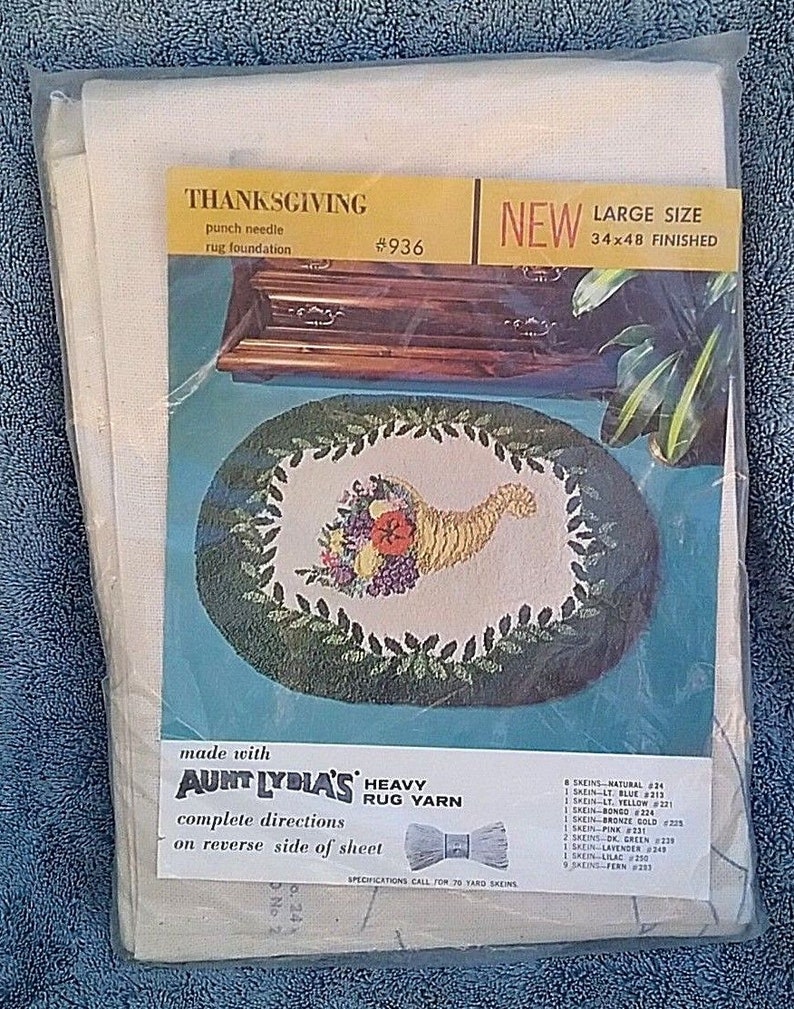 THANKSGIVING
punch needle
rug foundation
#936
NEW
LARGE SIZE
34x48 FINISHED
made with
AUNT LYDIA'S HEAVY RUG YARN
complete directions
on reverse side of sheet
8 SKEINS—NATURAL #24
1 SKEIN—LT. BLUE #213
1 SKEIN—LT. YELLOW #221
1 SKEIN—BONGO #224
1 SKEIN—BRONZE GOLD #225
1 SKEIN—PINK #231
2 SKEINS—DK. GREEN #239
1 SKEIN—LAVENDER #249
1 SKEIN—LILAC #250
9 SKEINS—FERN #293
SPECIFICATIONS CALL FOR 70 YARD SKEINS.
o. 24
No. 2